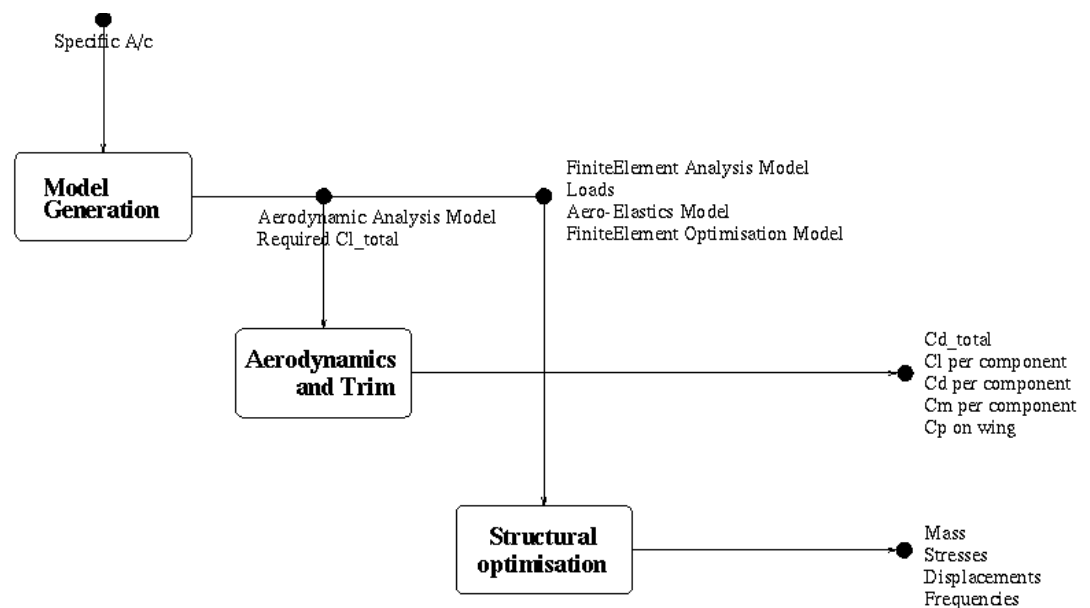 Specific A/c
Model
Generation
Aerodynamic Analysis Model
Required Cl_total
FiniteElement Analysis Model
Loads
Aero-Elastics Model
FiniteElement Optimisation Model
Aerodynamics
and Trim
Cd_total
Cl per component
Cd per component
Cm per component
Cp on wing
Structural
optimisation
Mass
Stresses
Displacements
Frequencies